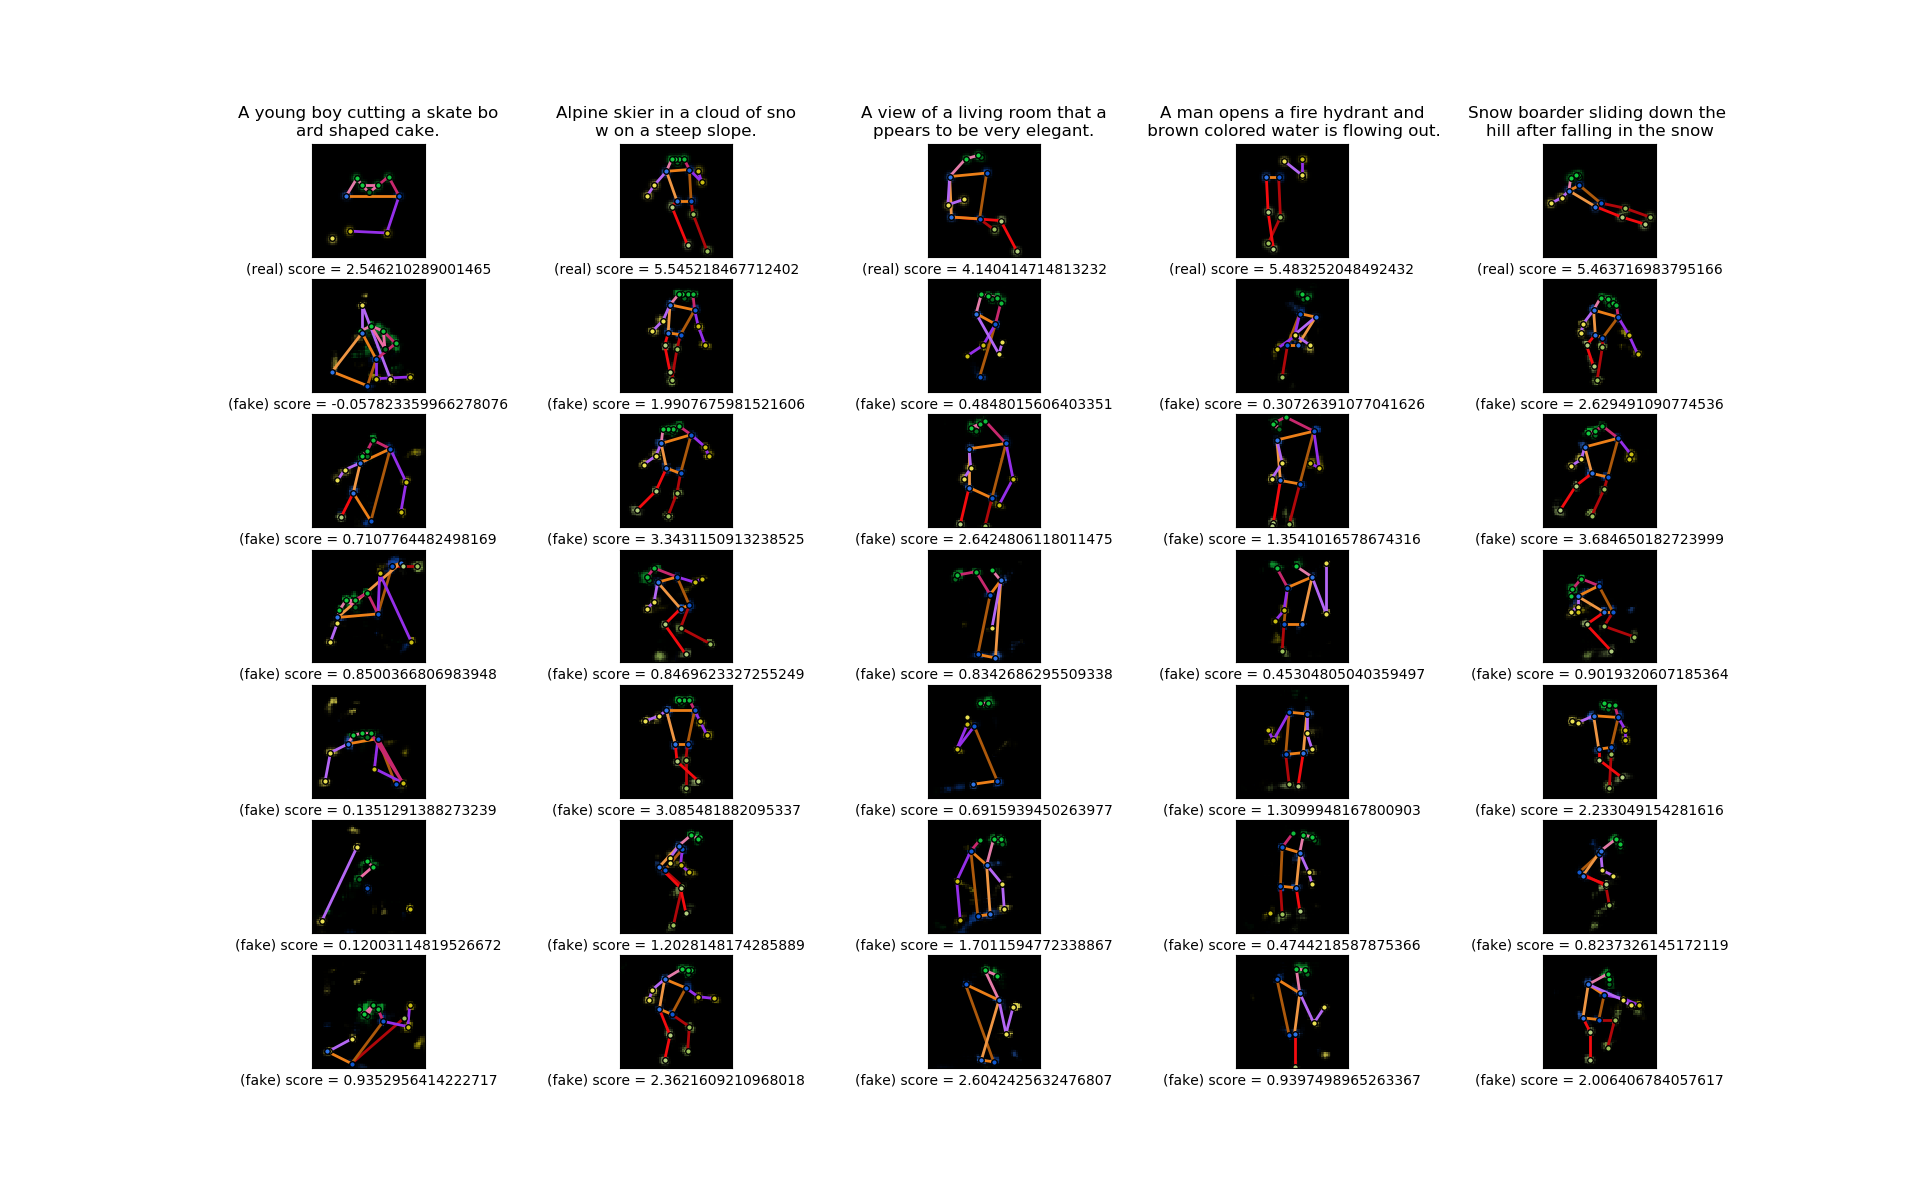 A young boy cutting a skate bo
ard shaped cake.
Alpine skier in a cloud of sno
w on a steep slope.
A view of a living room that a
ppears to be very elegant.
A man opens a fire hydrant and
brown colored water is flowing out.
Snow boarder sliding down the
hill after falling in the snow
(real) score = 2.546210289001465
(real) score = 5.545218467712402
(real) score = 4.140414714813232
(real) score = 5.483252048492432
(real) score = 5.463716983795166
(fake) score = -0.057823359966278076
(fake) score = 1.9907675981521606
(fake) score = 0.4848015606403351
(fake) score = 0.30726391077041626
(fake) score = 2.629491090774536
(fake) score = 0.7107764482498169
(fake) score = 3.3431150913238525
(fake) score = 2.6424806118011475
(fake) score = 1.3541016578674316
(fake) score = 3.684650182723999
(fake) score = 0.8500366806983948
(fake) score = 0.8469623327255249
(fake) score = 0.8342686295509338
(fake) score = 0.45304805040359497
(fake) score = 0.9019320607185364
(fake) score = 0.1351291388273239
(fake) score = 3.085481882095337
(fake) score = 0.6915939450263977
(fake) score = 1.3099948167800903
(fake) score = 2.233049154281616
(fake) score = 0.12003114819526672
(fake) score = 1.2028148174285889
(fake) score = 1.7011594772338867
(fake) score = 0.4744218587875366
(fake) score = 0.8237326145172119
(fake) score = 0.9352956414222717
(fake) score = 2.3621609210968018
(fake) score = 2.6042425632476807
(fake) score = 0.9397498965263367
(fake) score = 2.006406784057617